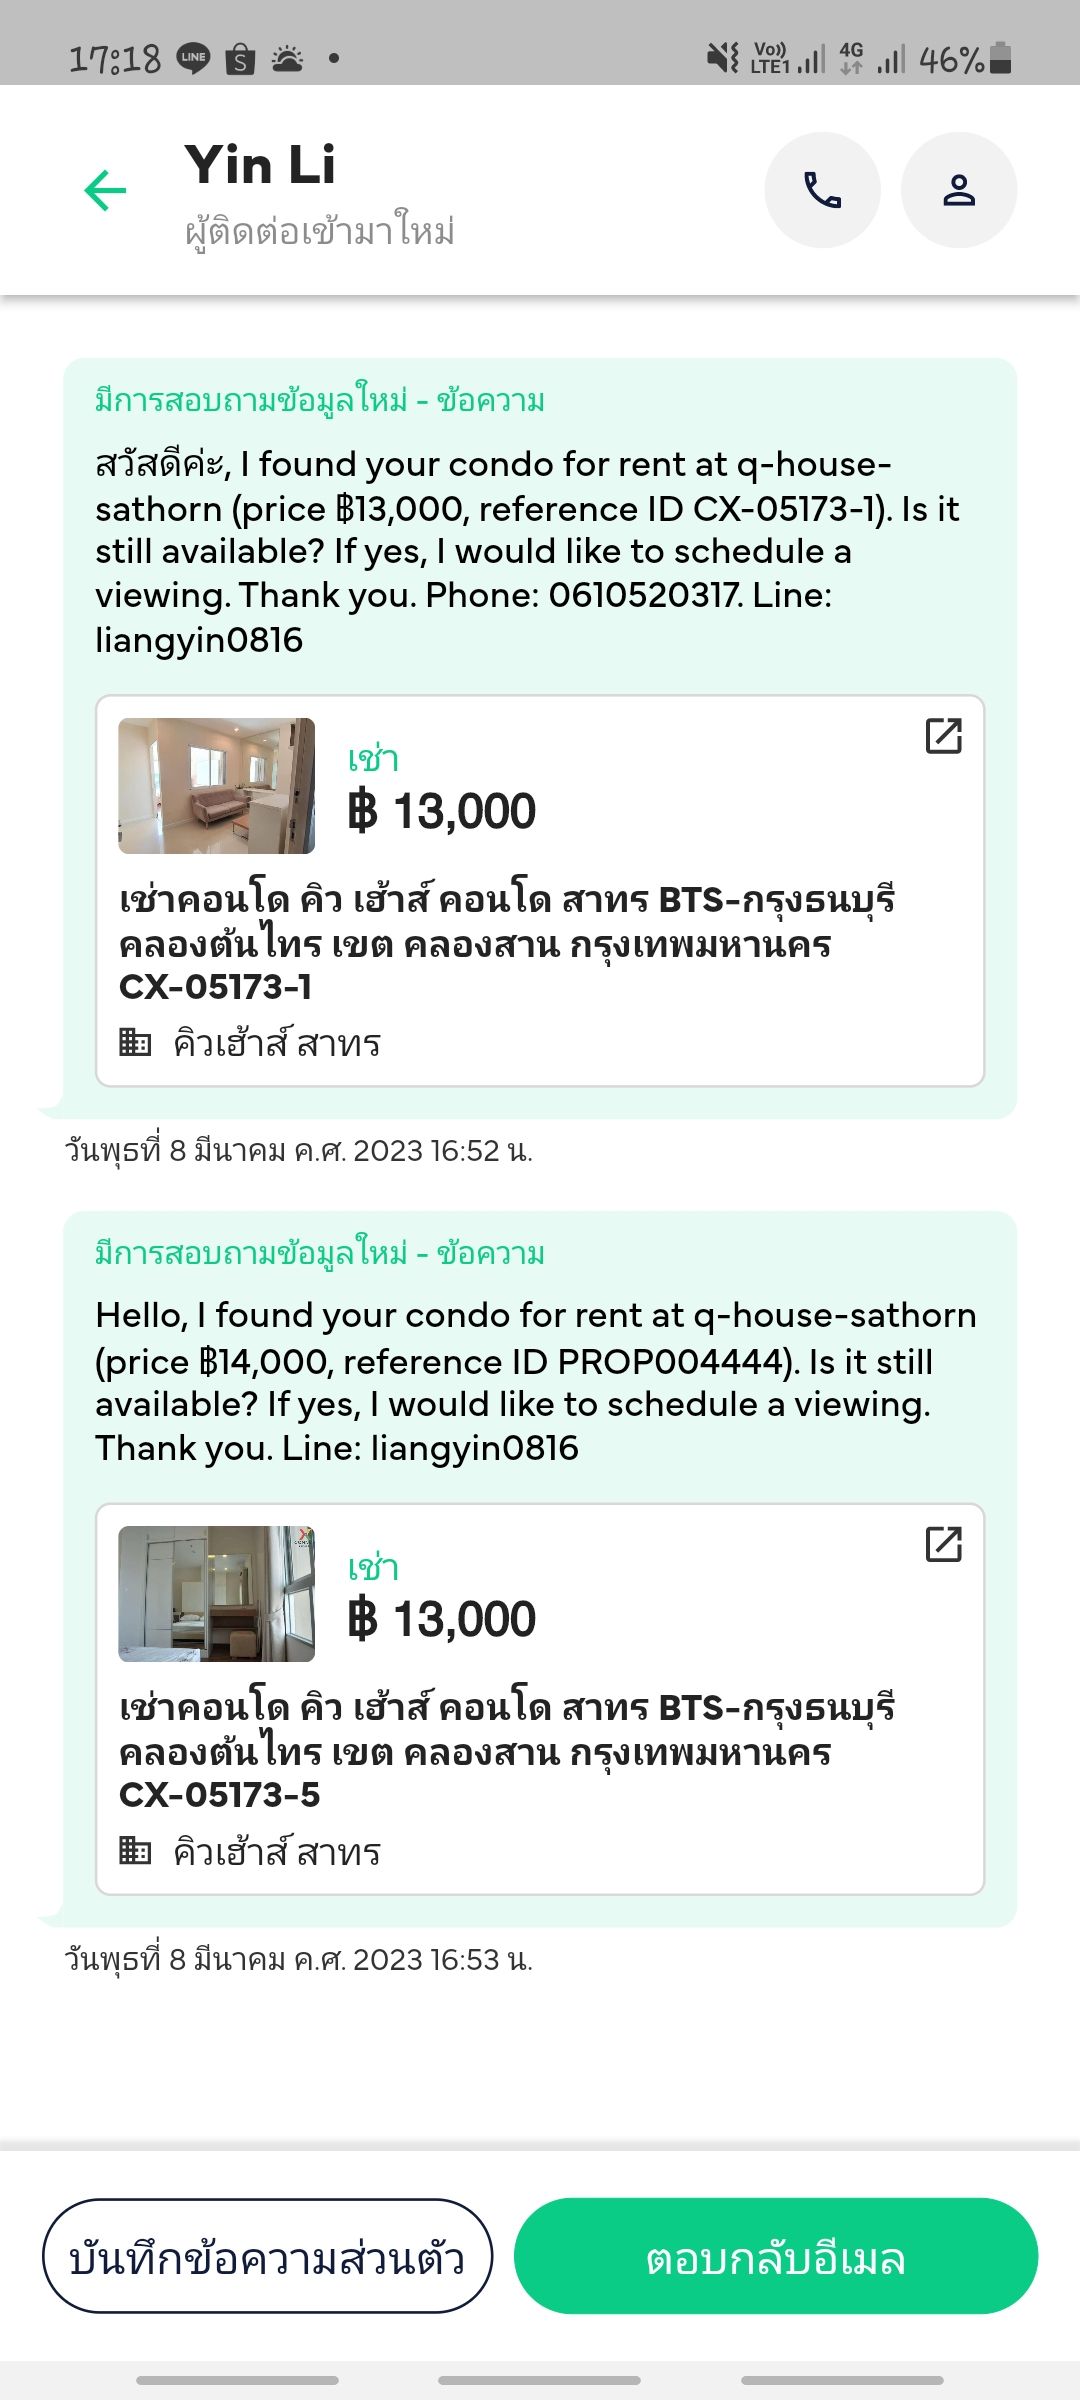 17:18 LINE S Vo)) LTE1 4G 46%
Yin Li
ผู้ติดต่อเข้ามาใหม่
มีการสอบถามข้อมูลใหม่ - ข้อความ
สวัสดีค่ะ, I found your condo for rent at q-house-
sathorn (price ฿13,000, reference ID CX-05173-1). Is it
still available? If yes, I would like to schedule a
viewing. Thank you. Phone: 0610520317. Line:
liangyin0816
เช่า
฿ 13,000
เช่าคอนโด คิว เฮ้าส์ คอนโด สาทร BTS-กรุงธนบุรี
คลองต้นไทร เขต คลองสาน กรุงเทพมหานคร
CX-05173-1
คิวเฮ้าส์ สาทร
วันพุธที่ 8 มีนาคม ค.ศ. 2023 16:52 น.
มีการสอบถามข้อมูลใหม่ - ข้อความ
Hello, I found your condo for rent at q-house-sathorn
(price ฿14,000, reference ID PROP004444). Is it still
available? If yes, I would like to schedule a viewing.
Thank you. Line: liangyin0816
เช่า
฿ 13,000
เช่าคอนโด คิว เฮ้าส์ คอนโด สาทร BTS-กรุงธนบุรี
คลองต้นไทร เขต คลองสาน กรุงเทพมหานคร
CX-05173-5
คิวเฮ้าส์ สาทร
วันพุธที่ 8 มีนาคม ค.ศ. 2023 16:53 น.
บันทึกข้อความส่วนตัว
ตอบกลับอีเมล